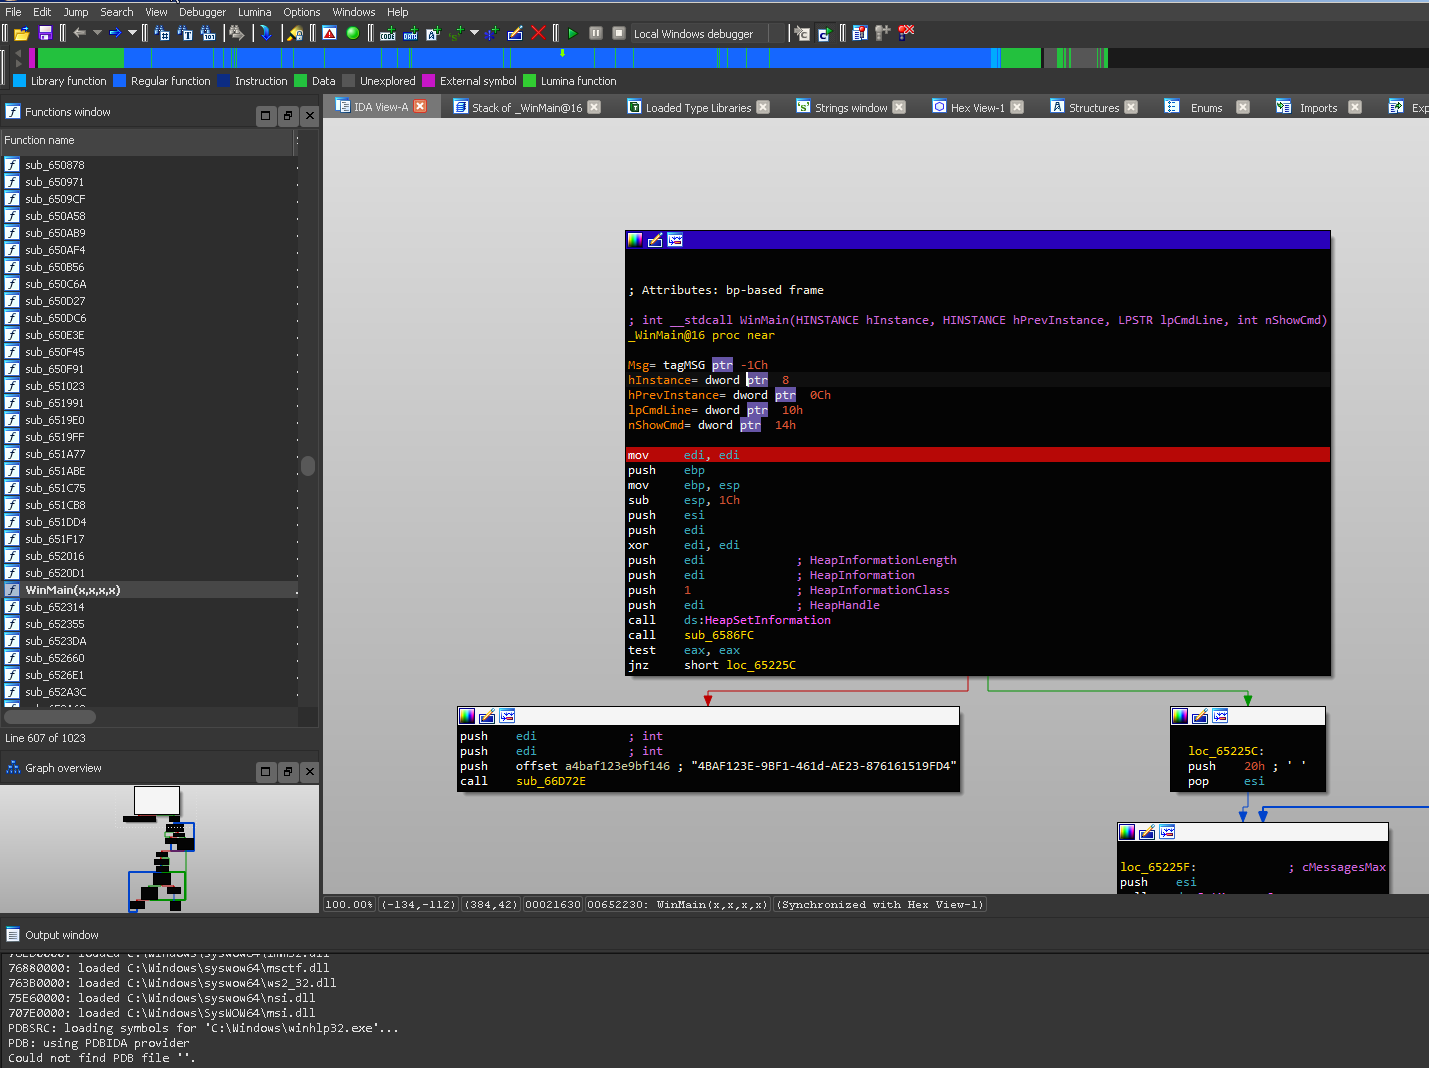 File Edit Jump Search View Debugger Lumina Options Windows Help
Local Windows debugger
Library function Regular function Instruction Data Unexplored External symbol Lumina function
Functions window
IDA View-A Stack of _WinMain@16 Loaded Type Libraries Strings window Hex View-1 Structures Enums Imports Exp
Function name
sub_650878
sub_650971
sub_6509CF
sub_650A58
sub_650AB9
sub_650AF4
sub_650B56
sub_650C6A
sub_650D27
sub_650DC6
sub_650E3E
sub_650F45
sub_650F91
sub_651023
sub_651991
sub_6519E0
sub_6519FF
sub_651A77
sub_651ABE
sub_651C75
sub_651CB8
sub_651DD4
sub_651F17
sub_652016
sub_6520D1
WinMain(x,x,x,x)
sub_652314
sub_652355
sub_6523DA
sub_652660
sub_6526E1
sub_652A3C
Line 607 of 1023
Graph overview
; Attributes: bp-based frame
; int __stdcall WinMain(HINSTANCE hInstance, HINSTANCE hPrevInstance, LPSTR lpCmdLine, int nShowCmd)
_WinMain@16 proc near
Msg= tagMSG ptr -1Ch
hInstance= dword ptr 8
hPrevInstance= dword ptr 0Ch
lpCmdLine= dword ptr 10h
nShowCmd= dword ptr 14h
mov edi, edi
push ebp
mov ebp, esp
sub esp, 1Ch
push esi
push edi
xor edi, edi
push edi ; HeapInformationLength
push edi ; HeapInformation
push 1 ; HeapInformationClass
push edi ; HeapHandle
call ds:HeapSetInformation
call sub_6586FC
test eax, eax
jnz short loc_65225C
push edi ; int
push edi ; int
push offset a4baf123e9bf146 ; "4BAF123E-9BF1-461d-AE23-876161519FD4"
call sub_66D72E
loc_65225C:
push 20h ; ' '
pop esi
loc_65225F: ; cMessagesMax
push esi
100.00% (-134,-112) (384,42) 00021630 00652230: WinMain(x,x,x,x) (Synchronized with Hex View-1)
Output window
76880000: loaded C:\Windows\syswow64\msctf.dll
763B0000: loaded C:\Windows\syswow64\ws2_32.dll
75E60000: loaded C:\Windows\syswow64\nsi.dll
707E0000: loaded C:\Windows\SysWOW64\msi.dll
PDBSRC: loading symbols for 'C:\Windows\winhlp32.exe'...
PDB: using PDBIDA provider
Could not find PDB file ''.